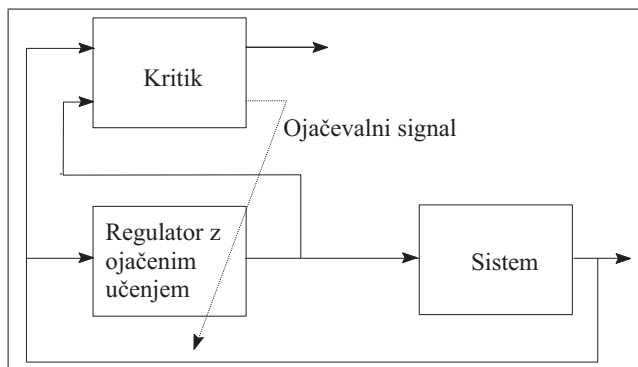 Kritik
Ojačevalni signal
Regulator z
ojačenim
učenjem
Sistem